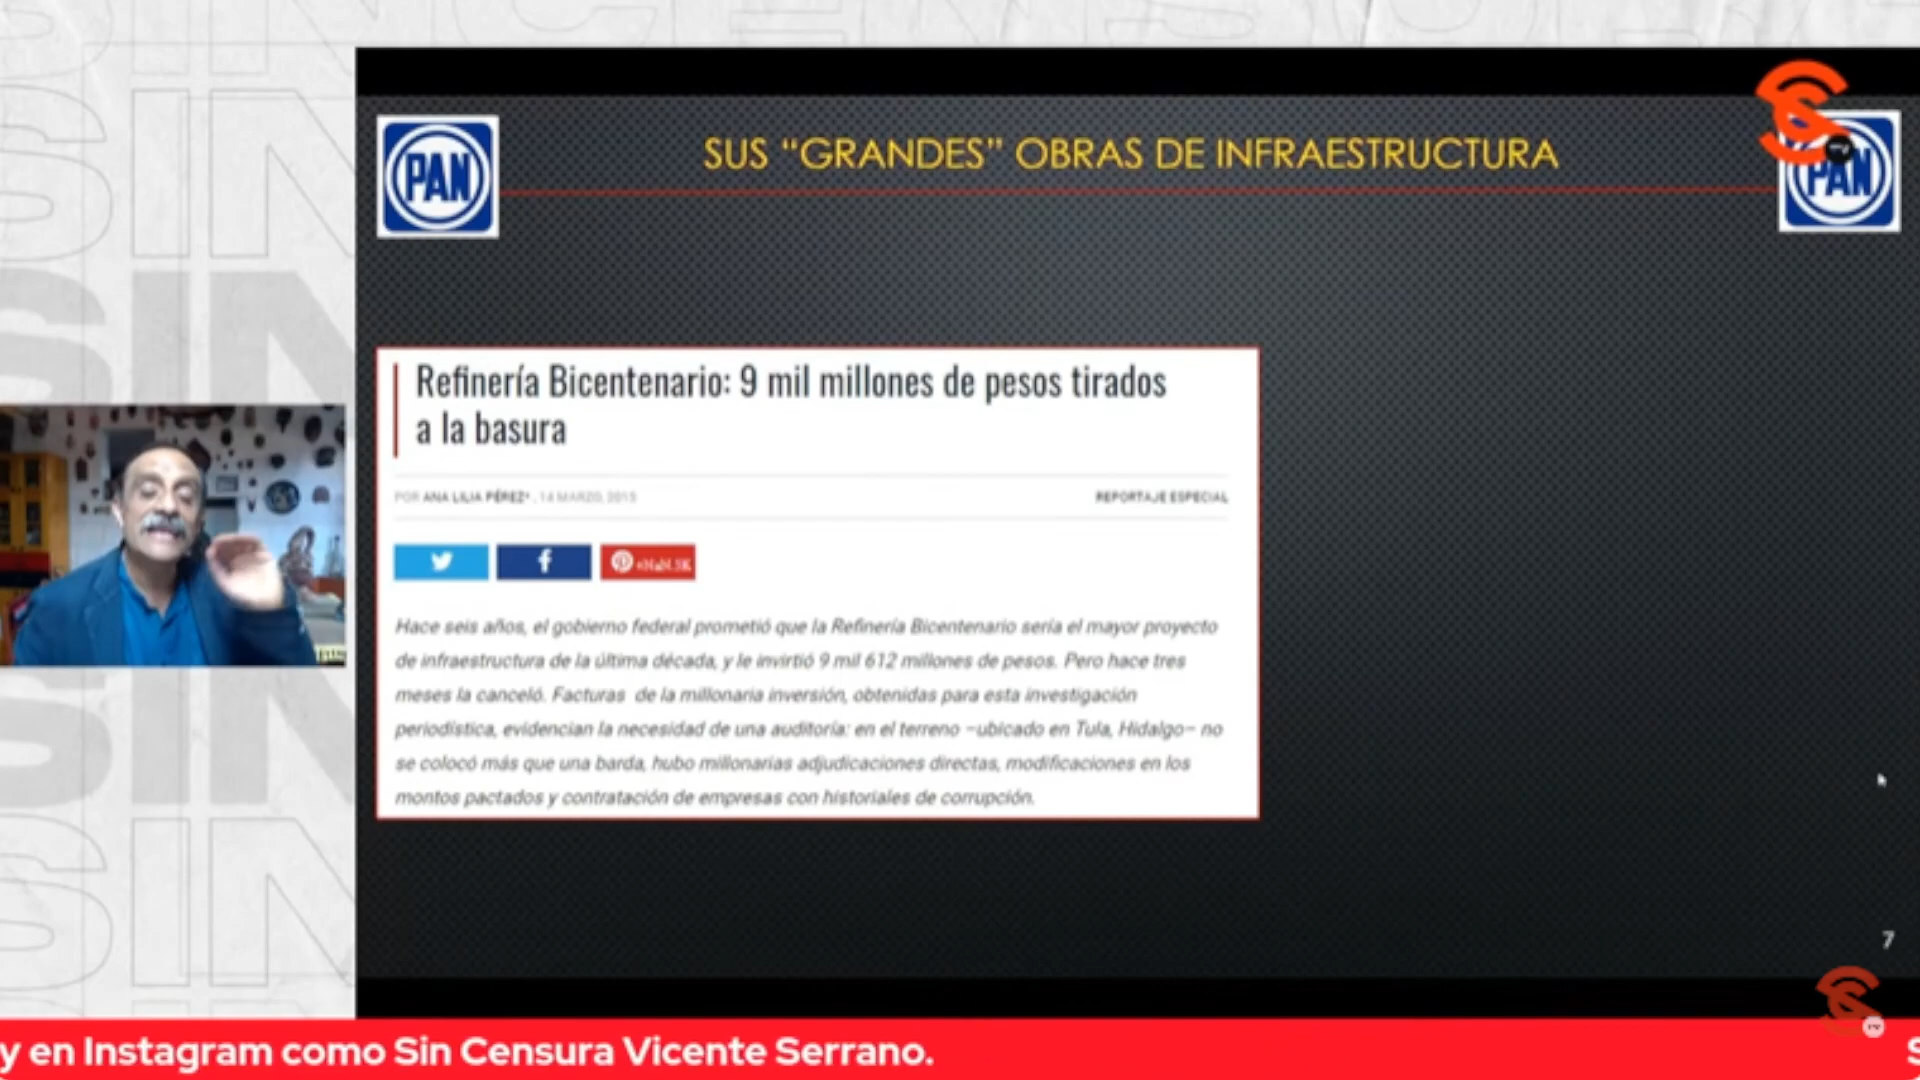 SUS “GRANDES” OBRAS DE INFRAESTRUCTURA
PAN
PAN
Refinería Bicentenario: 9 mil millones de pesos tirados
a la basura
POR ANA LILIA PÉREZ* , 14 MARZO, 2015
REPORTAJE ESPECIAL
Hace seis años, el gobierno federal prometió que la Refinería Bicentenario sería el mayor proyecto
de infraestructura de la última década, y le invirtió 9 mil 612 millones de pesos. Pero hace tres
meses la canceló. Facturas de la millonaria inversión, obtenidas para esta investigación
periodística, evidencian la necesidad de una auditoría: en el terreno –ubicado en Tula, Hidalgo– no
se colocó más que una barda, hubo millonarias adjudicaciones directas, modificaciones en los
montos pactados y contratación de empresas con historiales de corrupción.
7
y en Instagram como Sin Censura Vicente Serrano.